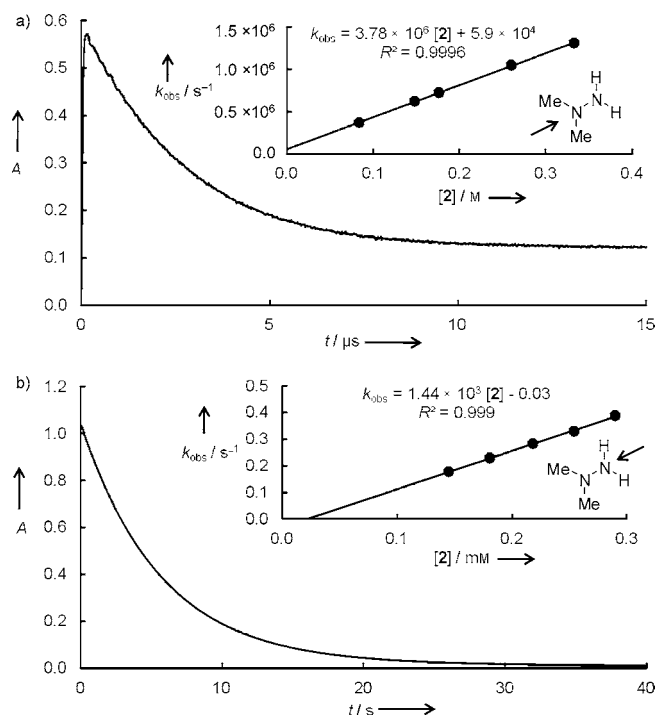 a)
0.6
0.5
0.4
0.3
0.2
0.1
0.0
A
0
5
10
15
t / µs
k_obs = 3.78 × 10⁶ [2] + 5.9 × 10⁴
R² = 0.9996
k_obs / s⁻¹
1.5 ×10⁶
1.0 ×10⁶
0.5 ×10⁶
0.0
0.0
0.1
0.2
0.3
0.4
[2] / M
H
Me N N H
Me
b)
1.2
1.0
0.8
0.6
0.4
0.2
0.0
A
0
10
20
30
40
t / s
k_obs = 1.44 × 10³ [2] - 0.03
R² = 0.999
k_obs / s⁻¹
0.5
0.4
0.3
0.2
0.1
0.0
0.0
0.1
0.2
0.3
[2] / mM
H
Me N N H
Me